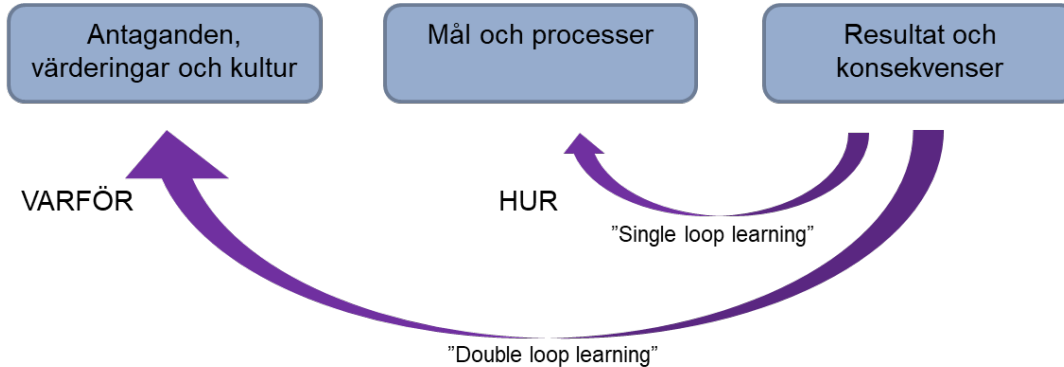 Antaganden,
värderingar och kultur
Mål och processer
Resultat och
konsekvenser
VARFÖR
HUR
”Single loop learning”
”Double loop learning”